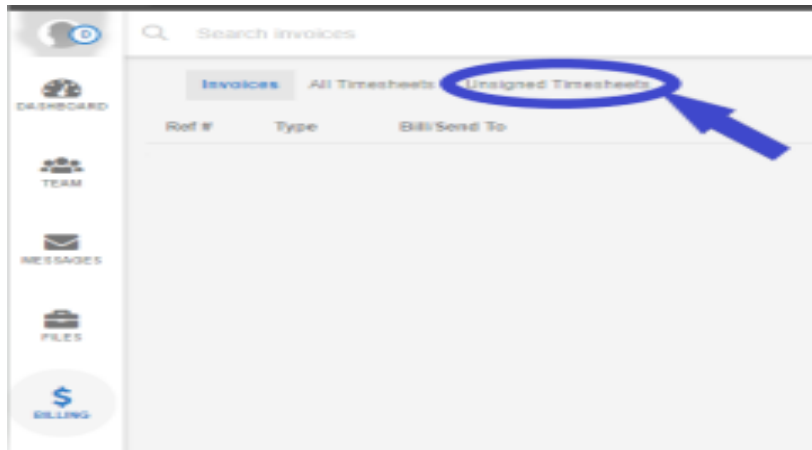 D
Search invoices
DASHBOARD
Invoices All Timesheets Unsigned Timesheets
Ref # Type Bill/Send To
TEAM
MESSAGES
FILES
$
BILLING